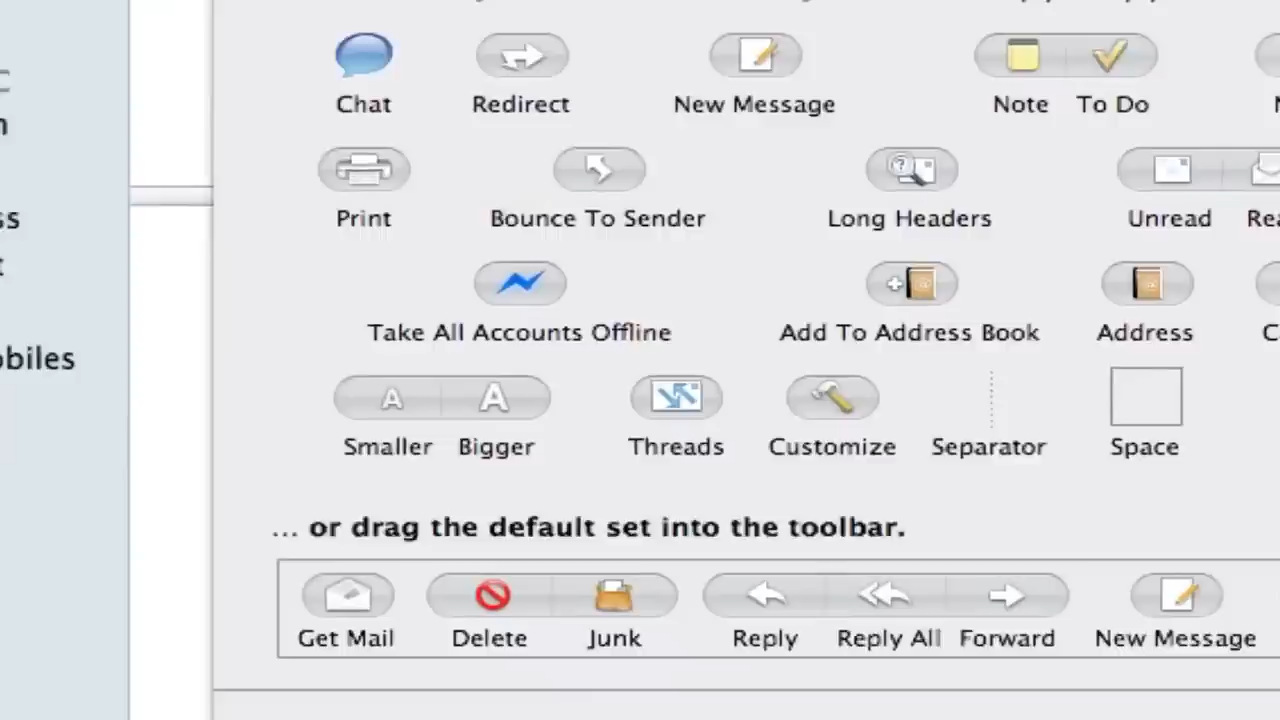 Chat Redirect New Message Note To Do
Print Bounce To Sender Long Headers Unread
Take All Accounts Offline Add To Address Book Address
Smaller Bigger Threads Customize Separator Space
... or drag the default set into the toolbar.
Get Mail Delete Junk Reply Reply All Forward New Message